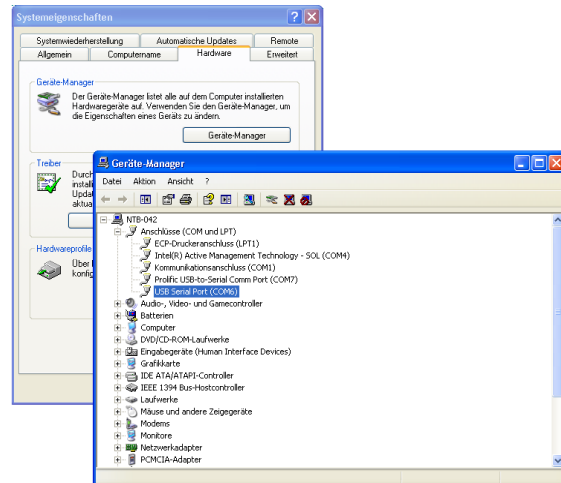 Systemeigenschaften
Systemwiederherstellung Automatische Updates Remote
Allgemein Computername Hardware Erweitert
Geräte-Manager
Der Geräte-Manager listet alle auf dem Computer installierten
Hardwaregeräte auf. Verwenden Sie den Geräte-Manager, um
die Eigenschaften eines Geräts zu ändern.
Geräte-Manager
Treiber
Durch
install
Updat
aktua
Hardwareprofile
Über
konfig
Geräte-Manager
Datei Aktion Ansicht ?
NTB-042
Anschlüsse (COM und LPT)
ECP-Druckeranschluss (LPT1)
Intel(R) Active Management Technology - SOL (COM4)
Kommunikationsanschluss (COM1)
Prolific USB-to-Serial Comm Port (COM7)
USB Serial Port (COM6)
Audio-, Video- und Gamecontroller
Batterien
Computer
DVD/CD-ROM-Laufwerke
Eingabegeräte (Human Interface Devices)
Grafikkarte
IDE ATA/ATAPI-Controller
IEEE 1394 Bus-Hostcontroller
Laufwerke
Mäuse und andere Zeigegeräte
Modems
Monitore
Netzwerkadapter
PCMCIA-Adapter